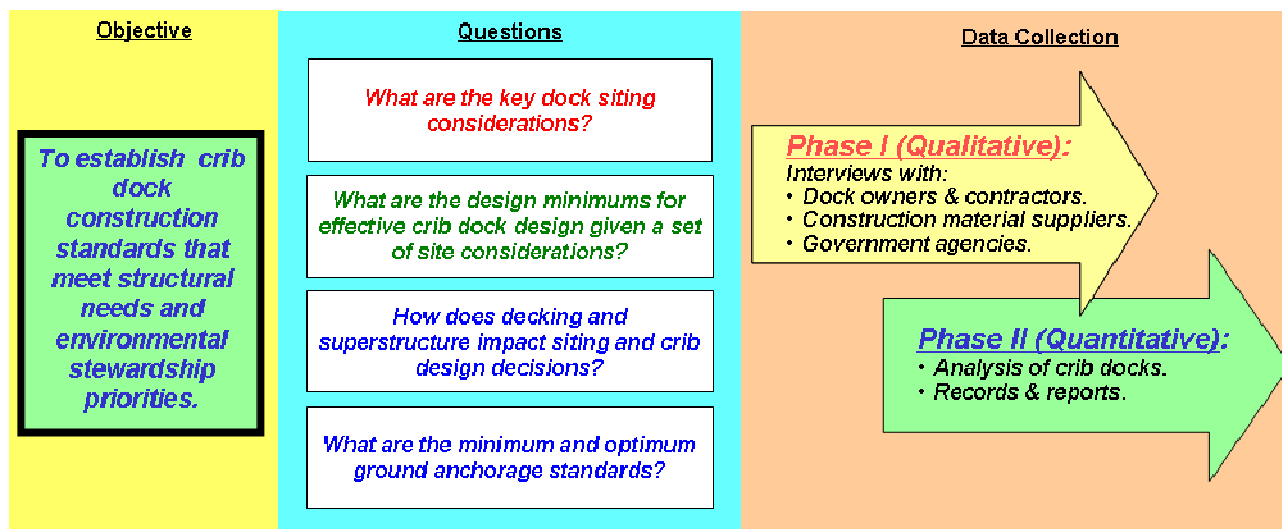 Objective
To establish crib
dock
construction
standards that
meet structural
needs and
environmental
stewardship
priorities.
Questions
What are the key dock siting
considerations?
What are the design minimums for
effective crib dock design given a set
of site considerations?
How does decking and
superstructure impact siting and crib
design decisions?
What are the minimum and optimum
ground anchorage standards?
Data Collection
Phase I (Qualitative):
Interviews with:
• Dock owners & contractors.
• Construction material suppliers.
• Government agencies.
Phase II (Quantitative):
• Analysis of crib docks.
• Records & reports.